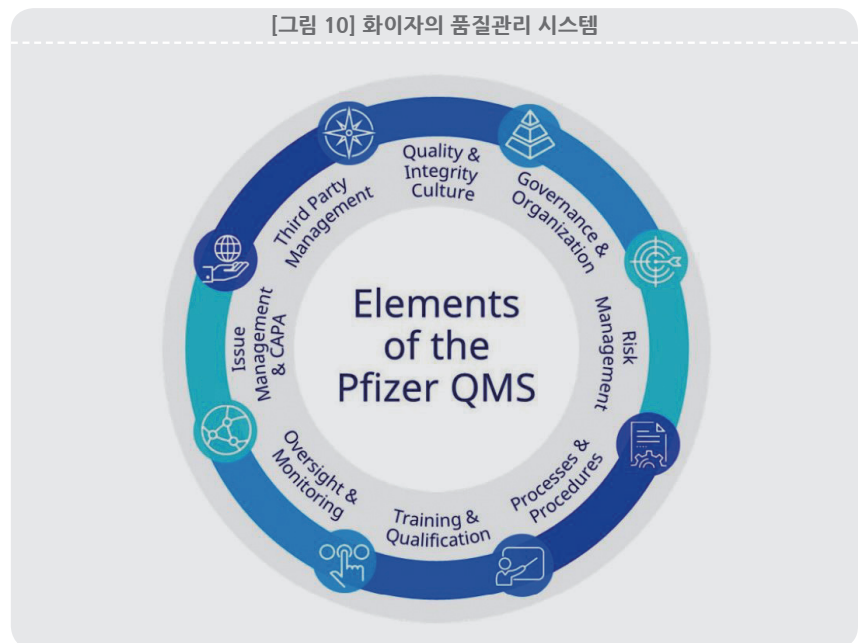 [그림 10] 화이자의 품질관리 시스템
Quality &
Integrity
Culture
Governance &
Organization
Risk
Management
Processes &
Procedures
Training &
Qualification
Oversight &
Monitoring
Issue
Management
& CAPA
Third Party
Management
Elements
of the
Pfizer QMS